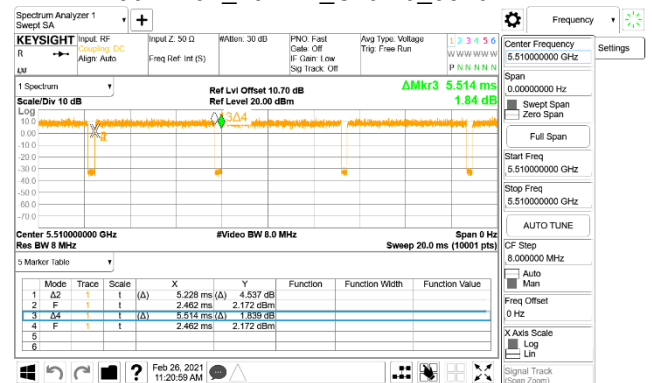 Spectrum Analyzer 1
Swept SA
+
Frequency
KEYSIGHT Input: RF Input Z: 50 Ω #Atten: 30 dB PNO: Fast Avg Type: Voltage 1 2 3 4 5 6
R Coupling: DC Gate: Off Trig: Free Run W W W W W W
Align: Auto Freq Ref: Int (S) IF Gain: Low
Sig Track: Off P N N N N N
LXI
1 Spectrum
Ref Lvl Offset 10.70 dB ΔMkr3 5.514 ms
Scale/Div 10 dB Ref Level 20.00 dBm 1.84 dB
Log
10.0
0.00
-10.0
-20.0
-30.0
-40.0
-50.0
-60.0
-70.0
3Δ4
Center 5.510000000 GHz #Video BW 8.0 MHz Span 0 Hz
Res BW 8 MHz Sweep 20.0 ms (10001 pts)
5 Marker Table
Mode Trace Scale X Y Function Function Width Function Value
1 Δ2 1 t (Δ) 5.228 ms (Δ) 4.537 dB
2 F 1 t 2.462 ms 2.172 dBm
3 Δ4 1 t (Δ) 5.514 ms (Δ) 1.839 dB
4 F 1 t 2.462 ms 2.172 dBm
5
6
Feb 26, 2021
11:20:59 AM
?
Center Frequency
5.510000000 GHz
Settings
Span
0.00000000 Hz
Swept Span
Zero Span
Full Span
Start Freq
5.510000000 GHz
Stop Freq
5.510000000 GHz
AUTO TUNE
CF Step
8.000000 MHz
Auto
Man
Freq Offset
0 Hz
X Axis Scale
Log
Lin
Signal Track
(Span Zoom)